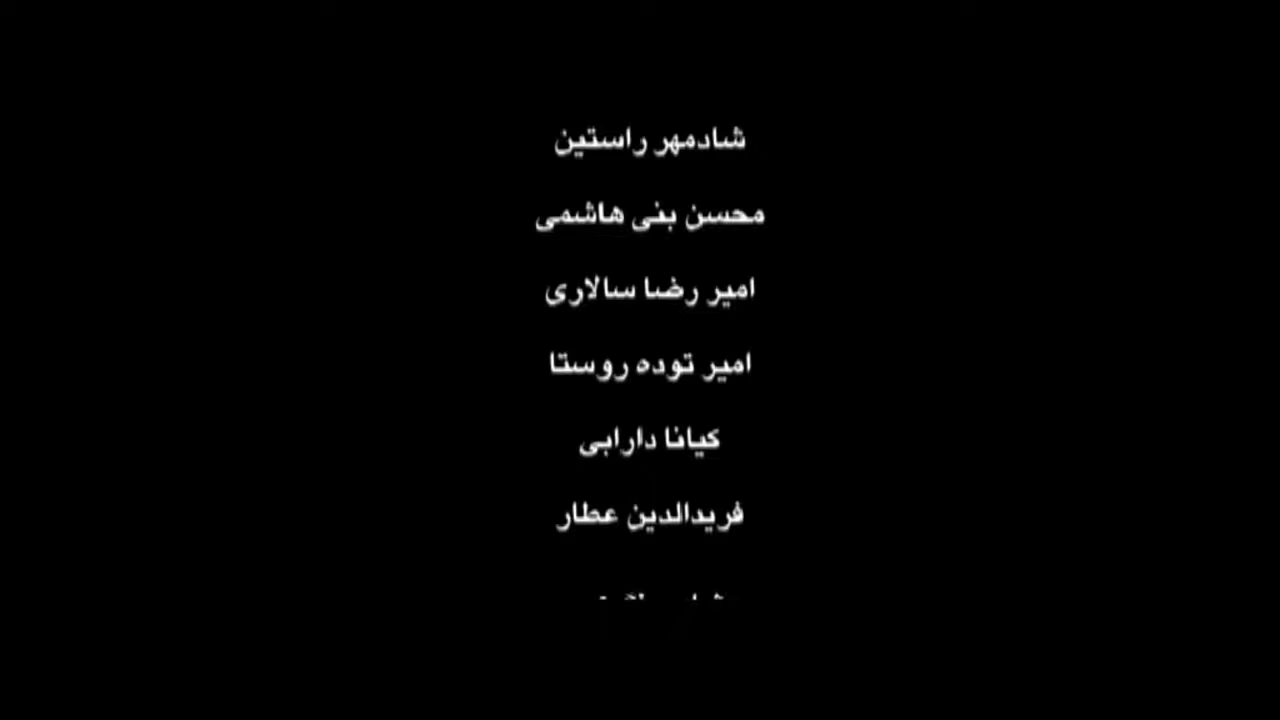 شادمهر راستین
محسن بنی هاشمی
امیر رضا سالاری
امیر توده روستا
کیانا دارابی
فریدالدین عطار